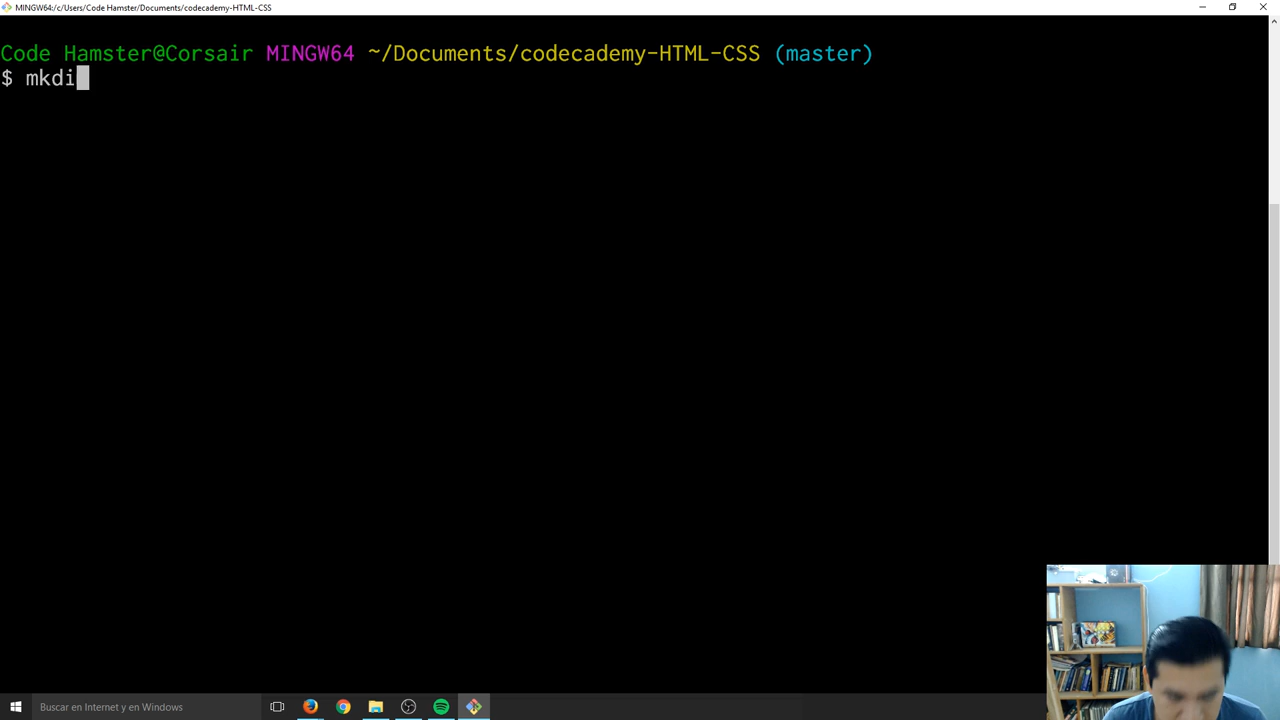 MINGW64:/c/Users/Code Hamster/Documents/codecademy-HTML-CSS
Code Hamster@Corsair MINGW64 ~/Documents/codecademy-HTML-CSS (master)
$ mkdi
Buscar en Internet y en Windows